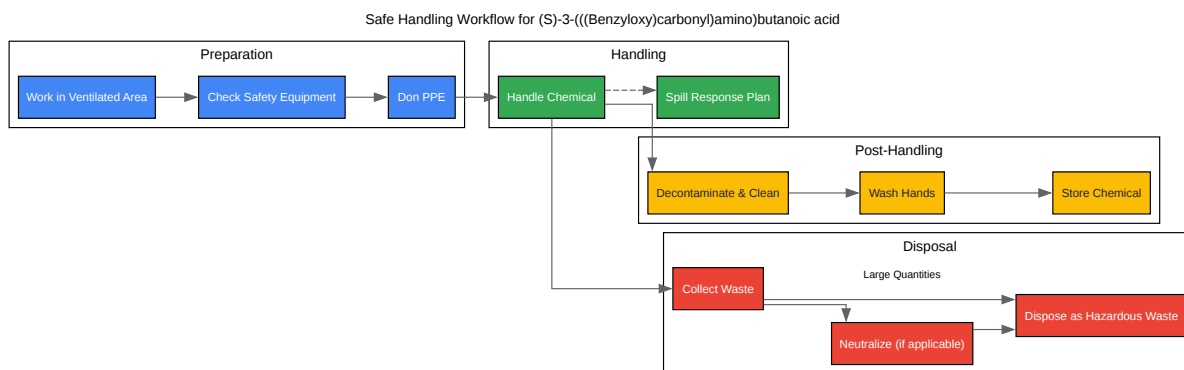 Safe Handling Workflow for (S)-3-(((Benzyloxy)carbonyl)amino)butanoic acid
Preparation
Work in Ventilated Area
Check Safety Equipment
Don PPE
Handling
Handle Chemical
Spill Response Plan
Post-Handling
Decontaminate & Clean
Wash Hands
Store Chemical
Disposal
Collect Waste
Large Quantities
Neutralize (if applicable)
Dispose as Hazardous Waste